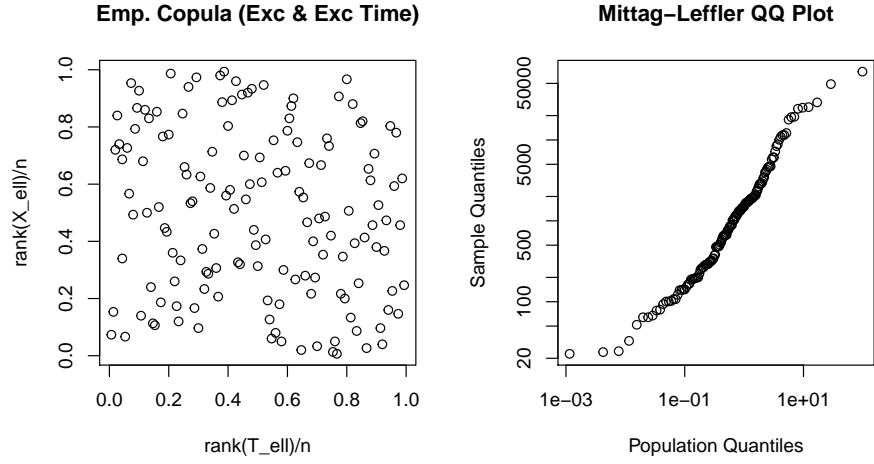 Emp. Copula (Exc & Exc Time)
rank(X_ell)/n
1.0
0.8
0.6
0.4
0.2
0.0
0.0 0.2 0.4 0.6 0.8 1.0
rank(T_ell)/n
Mittag−Leffler QQ Plot
Sample Quantiles
50000
5000
500
100
20
1e−03 1e−01 1e+01
Population Quantiles